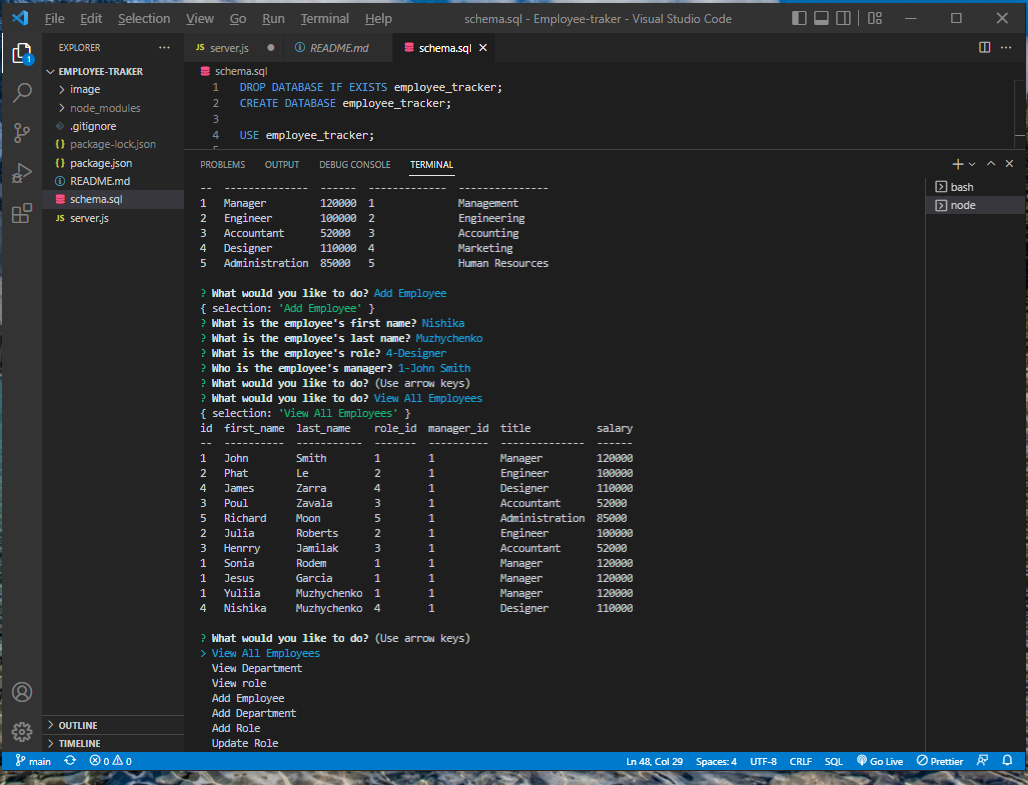 File Edit Selection View Go Run Terminal Help schema.sql - Employee-traker - Visual Studio Code
EXPLORER ...
1
EMPLOYEE-TRAKER
image
node_modules
.gitignore
{} package-lock.json
{} package.json
README.md
schema.sql
JS server.js
OUTLINE
TIMELINE
JS server.js README.md schema.sql
schema.sql
1 DROP DATABASE IF EXISTS employee_tracker;
2 CREATE DATABASE employee_tracker;
3
4 USE employee_tracker;
PROBLEMS OUTPUT DEBUG CONSOLE TERMINAL
bash
node
-- -------------- ------ ------------- ---------------
1 Manager 120000 1 Management
2 Engineer 100000 2 Engineering
3 Accountant 52000 3 Accounting
4 Designer 110000 4 Marketing
5 Administration 85000 5 Human Resources
? What would you like to do? Add Employee
{ selection: 'Add Employee' }
? What is the employee's first name? Nishika
? What is the employee's last name? Muzhychenko
? What is the employee's role? 4-Designer
? Who is the employee's manager? 1-John Smith
? What would you like to do? (Use arrow keys)
? What would you like to do? View All Employees
{ selection: 'View All Employees' }
id first_name last_name role_id manager_id title salary
-- ---------- ----------- ------- ---------- -------------- ------
1 John Smith 1 1 Manager 120000
2 Phat Le 2 1 Engineer 100000
4 James Zarra 4 1 Designer 110000
3 Poul Zavala 3 1 Accountant 52000
5 Richard Moon 5 1 Administration 85000
2 Julia Roberts 2 1 Engineer 100000
3 Henrry Jamilak 3 1 Accountant 52000
1 Sonia Rodem 1 1 Manager 120000
1 Jesus Garcia 1 1 Manager 120000
1 Yuliia Muzhychenko 1 1 Manager 120000
4 Nishika Muzhychenko 4 1 Designer 110000
? What would you like to do? (Use arrow keys)
> View All Employees
View Department
View role
Add Employee
Add Department
Add Role
Update Role
main 0 0 Ln 48, Col 29 Spaces: 4 UTF-8 CRLF SQL Go Live Prettier